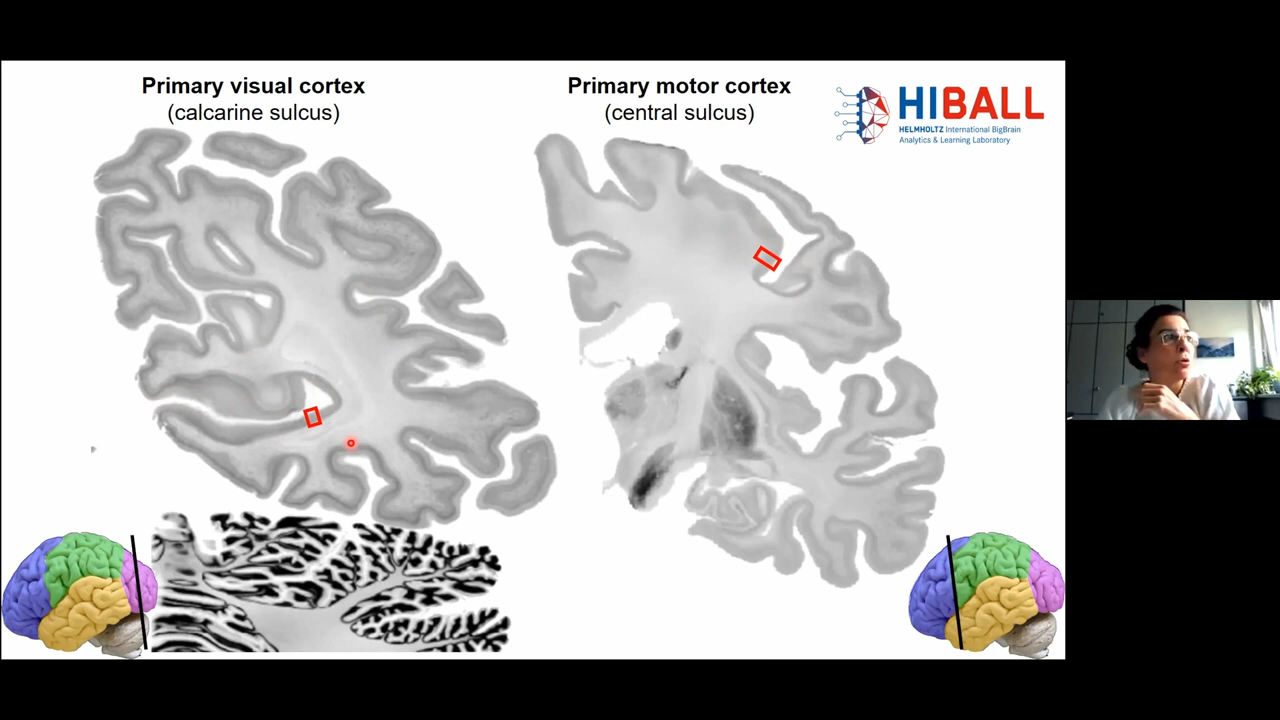 Primary visual cortex
(calcarine sulcus)
Primary motor cortex
(central sulcus)
HIBALL
HELMHOLTZ International BigBrain
Analytics & Learning Laboratory